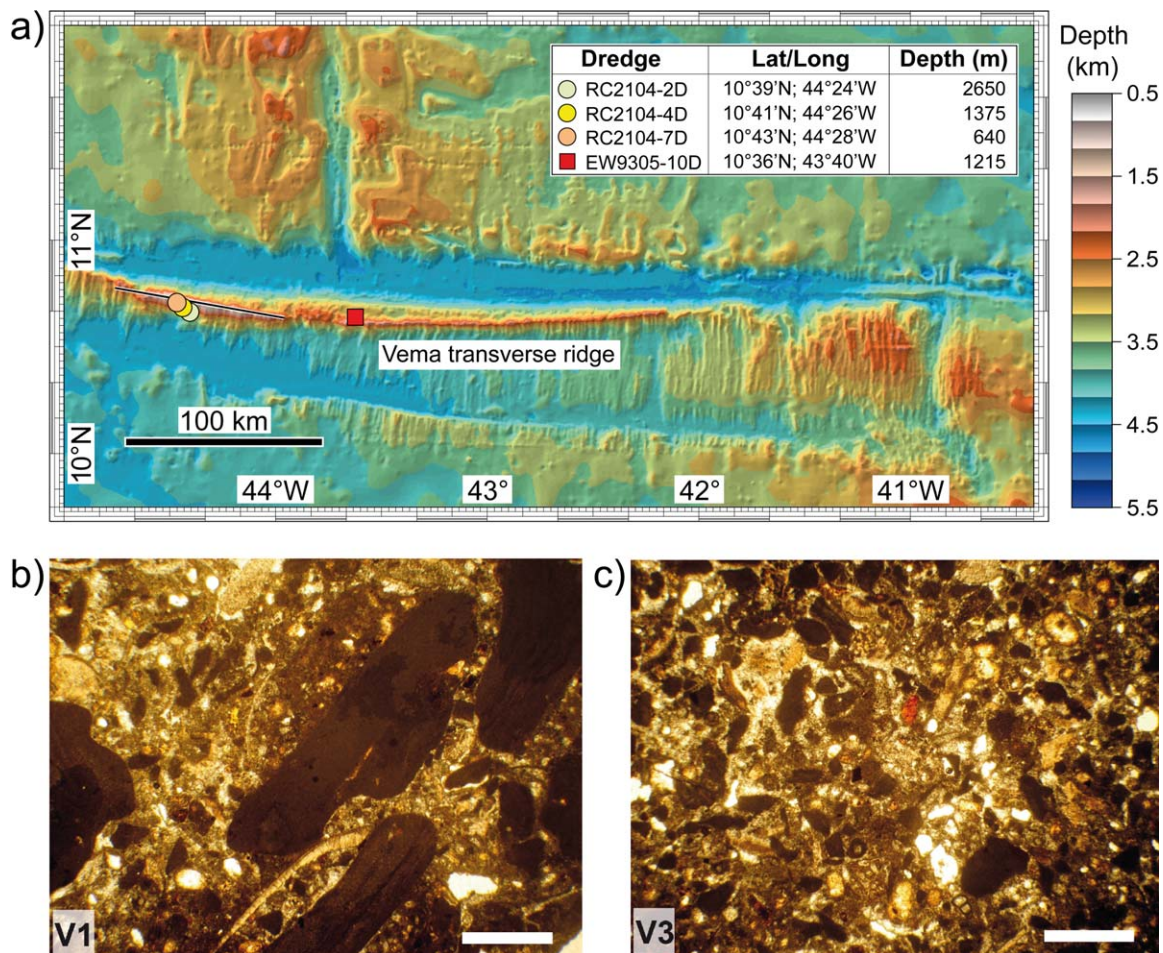 a)
Dredge Lat/Long Depth (m)
RC2104-2D 10°39’N; 44°24’W 2650
RC2104-4D 10°41’N; 44°26’W 1375
RC2104-7D 10°43’N; 44°28’W 640
EW9305-10D 10°36’N; 43°40’W 1215
Depth
(km)
0.5
1.5
2.5
3.5
4.5
5.5
11°N
Vema transverse ridge
100 km
10°N
44°W 43° 42° 41°W
b)
V1
c)
V3